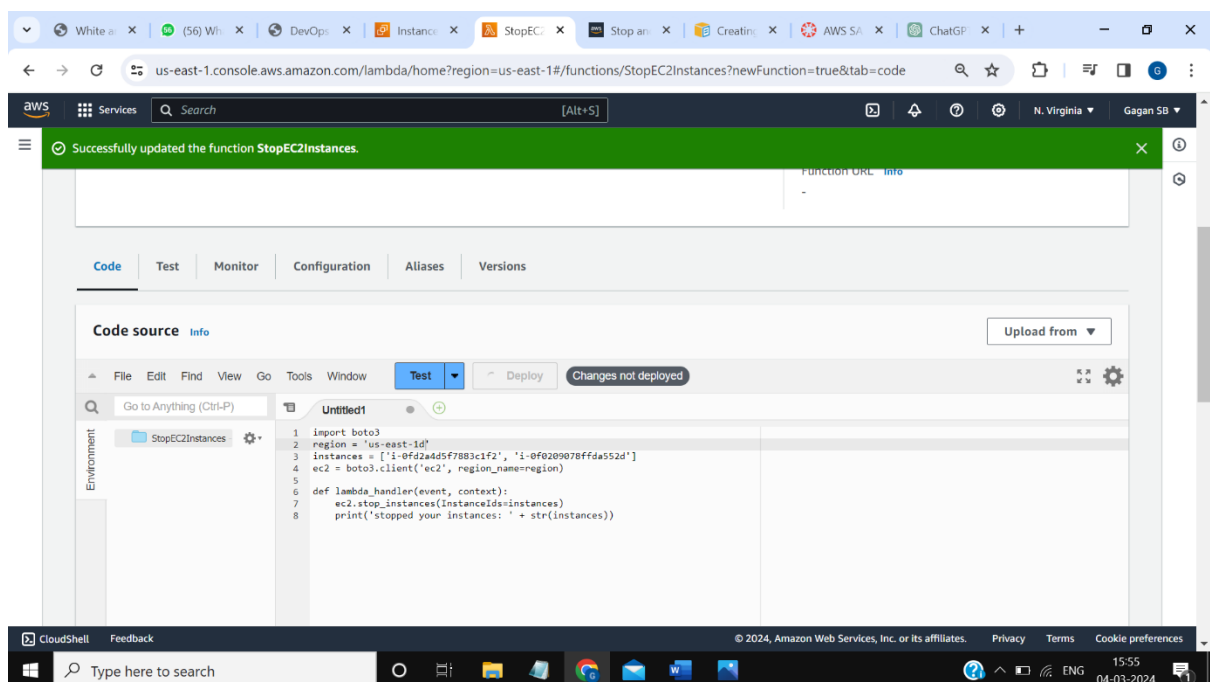 White a
(56) Wh
DevOps
Instance
StopEC2
Stop an
Creating
AWS SA
ChatGP
us-east-1.console.aws.amazon.com/lambda/home?region=us-east-1#/functions/StopEC2Instances?newFunction=true&tab=code
G
aws
Services
Search
[Alt+S]
N. Virginia ▼
Gagan SB ▼
Successfully updated the function StopEC2Instances.
Function URL Info
-
Code
Test
Monitor
Configuration
Aliases
Versions
Code source Info
Upload from ▼
File Edit Find View Go Tools Window
Test
Deploy
Changes not deployed
Go to Anything (Ctrl-P)
Untitled1
Environment
StopEC2Instances
1 import boto3
2 region = 'us-east-1d'
3 instances = ['i-0fd2a4d5f7883c1f2', 'i-0f0209078ffda552d']
4 ec2 = boto3.client('ec2', region_name=region)
5
6 def lambda_handler(event, context):
7 ec2.stop_instances(InstanceIds=instances)
8 print('stopped your instances: ' + str(instances))
CloudShell
Feedback
© 2024, Amazon Web Services, Inc. or its affiliates.
Privacy
Terms
Cookie preferences
Type here to search
ENG
15:55
04-03-2024